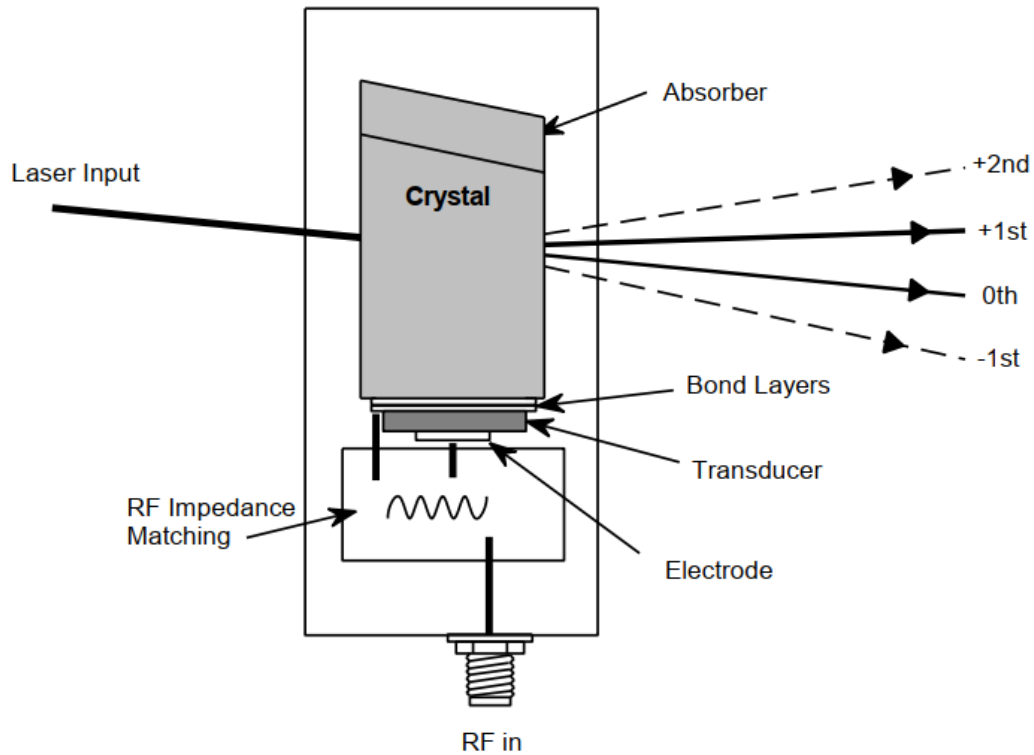 Absorber
Laser Input
+2nd
Crystal
+1st
0th
-1st
Bond Layers
Transducer
RF Impedance
Matching
Electrode
RF in